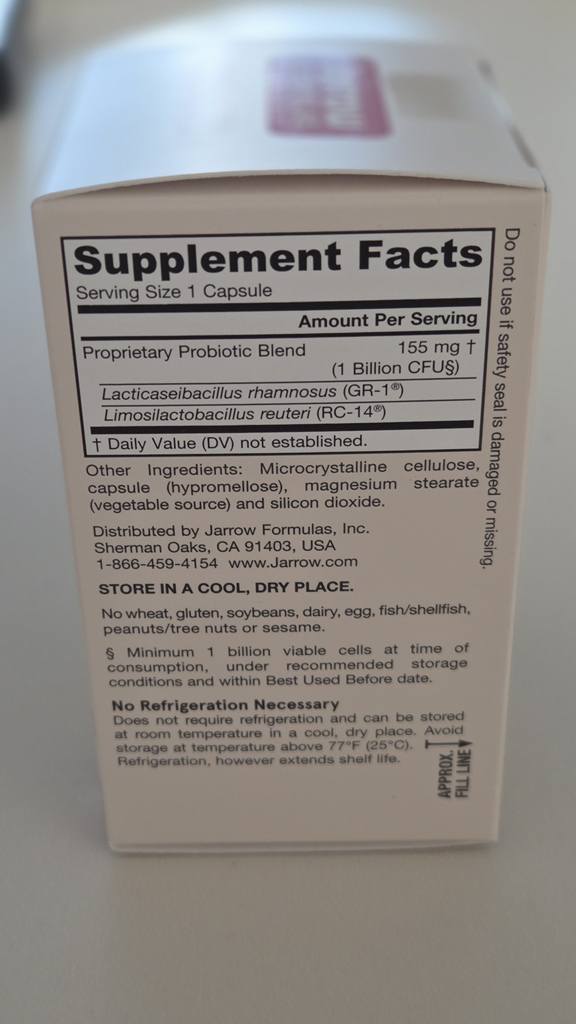 Supplement Facts
Serving Size 1 Capsule
Amount Per Serving
Proprietary Probiotic Blend 155 mg †
(1 Billion CFU§)
Lacticaseibacillus rhamnosus (GR-1®)
Limosilactobacillus reuteri (RC-14®)
† Daily Value (DV) not established.
Other Ingredients: Microcrystalline cellulose,
capsule (hypromellose), magnesium stearate
(vegetable source) and silicon dioxide.
Distributed by Jarrow Formulas, Inc.
Sherman Oaks, CA 91403, USA
1-866-459-4154 www.Jarrow.com
STORE IN A COOL, DRY PLACE.
No wheat, gluten, soybeans, dairy, egg, fish/shellfish,
peanuts/tree nuts or sesame.
§ Minimum 1 billion viable cells at time of
consumption, under recommended storage
conditions and within Best Used Before date.
No Refrigeration Necessary
Does not require refrigeration and can be stored
at room temperature in a cool, dry place. Avoid
storage at temperature above 77°F (25°C).
Refrigeration, however extends shelf life.
APPROX.
FILL LINE
Do not use if safety seal is damaged or missing.